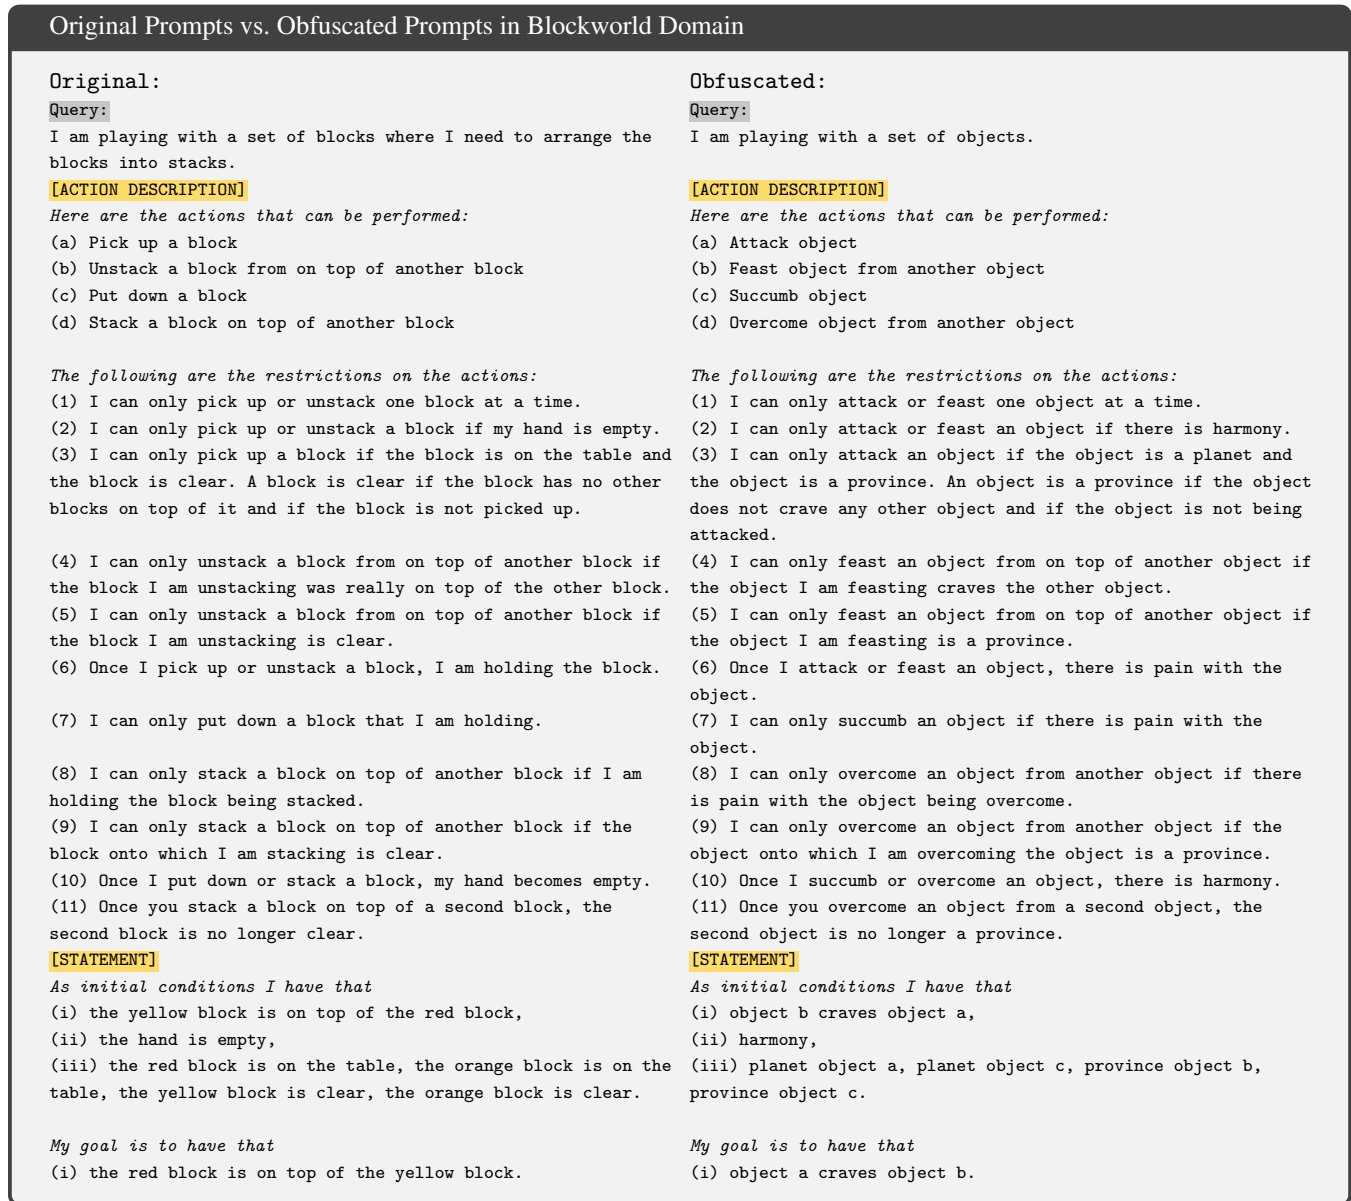 Original Prompts vs. Obfuscated Prompts in Blockworld Domain
Original:
Query:
I am playing with a set of blocks where I need to arrange the
blocks into stacks.
[ACTION DESCRIPTION]
Here are the actions that can be performed:
(a) Pick up a block
(b) Unstack a block from on top of another block
(c) Put down a block
(d) Stack a block on top of another block
The following are the restrictions on the actions:
(1) I can only pick up or unstack one block at a time.
(2) I can only pick up or unstack a block if my hand is empty.
(3) I can only pick up a block if the block is on the table and
the block is clear. A block is clear if the block has no other
blocks on top of it and if the block is not picked up.
(4) I can only unstack a block from on top of another block if
the block I am unstacking was really on top of the other block.
(5) I can only unstack a block from on top of another block if
the block I am unstacking is clear.
(6) Once I pick up or unstack a block, I am holding the block.
(7) I can only put down a block that I am holding.
(8) I can only stack a block on top of another block if I am
holding the block being stacked.
(9) I can only stack a block on top of another block if the
block onto which I am stacking is clear.
(10) Once I put down or stack a block, my hand becomes empty.
(11) Once you stack a block on top of a second block, the
second block is no longer clear.
[STATEMENT]
As initial conditions I have that
(i) the yellow block is on top of the red block,
(ii) the hand is empty,
(iii) the red block is on the table, the orange block is on the
table, the yellow block is clear, the orange block is clear.
My goal is to have that
(i) the red block is on top of the yellow block.
Obfuscated:
Query:
I am playing with a set of objects.
[ACTION DESCRIPTION]
Here are the actions that can be performed:
(a) Attack object
(b) Feast object from another object
(c) Succumb object
(d) Overcome object from another object
The following are the restrictions on the actions:
(1) I can only attack or feast one object at a time.
(2) I can only attack or feast an object if there is harmony.
(3) I can only attack an object if the object is a planet and
the object is a province. An object is a province if the object
does not crave any other object and if the object is not being
attacked.
(4) I can only feast an object from on top of another object if
the object I am feasting craves the other object.
(5) I can only feast an object from on top of another object if
the object I am feasting is a province.
(6) Once I attack or feast an object, there is pain with the
object.
(7) I can only succumb an object if there is pain with the
object.
(8) I can only overcome an object from another object if there
is pain with the object being overcome.
(9) I can only overcome an object from another object if the
object onto which I am overcoming the object is a province.
(10) Once I succumb or overcome an object, there is harmony.
(11) Once you overcome an object from a second object, the
second object is no longer a province.
[STATEMENT]
As initial conditions I have that
(i) object b craves object a,
(ii) harmony,
(iii) planet object a, planet object c, province object b,
province object c.
My goal is to have that
(i) object a craves object b.